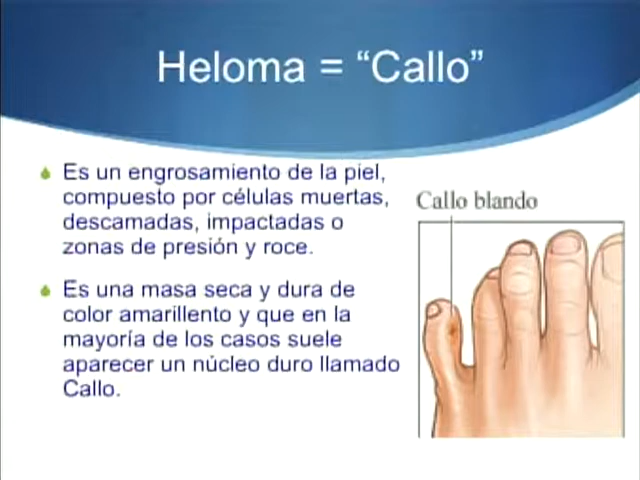 Heloma = “Callo”
Es un engrosamiento de la piel,
compuesto por células muertas,
descamadas, impactadas o
zonas de presión y roce.
Callo blando
Es una masa seca y dura de
color amarillento y que en la
mayoría de los casos suele
aparecer un núcleo duro llamado
Callo.